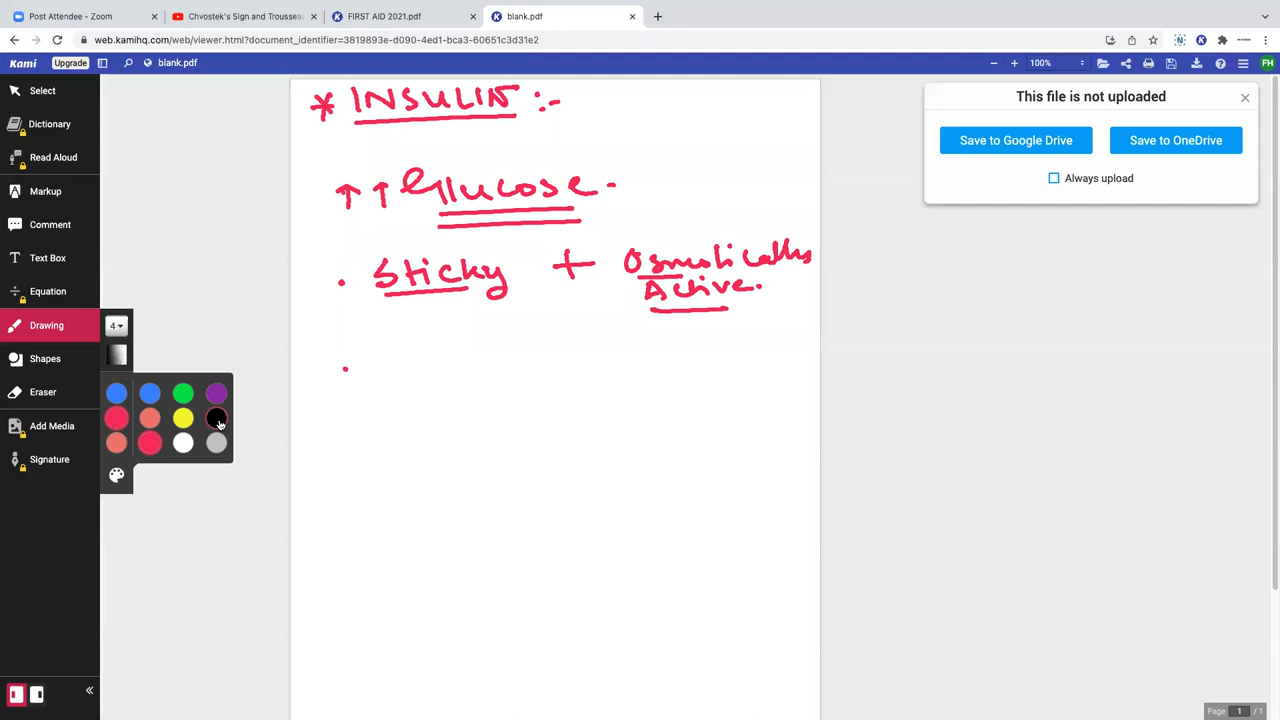 Post Attendee - Zoom
Chvostek's Sign and Trousseau
FIRST AID 2021.pdf
blank.pdf
web.kamihq.com/web/viewer.html?document_identifier=3819893e-d090-4ed1-bca3-60651c3d31e2
Kami
Upgrade
blank.pdf
100%
FH
Select
Dictionary
Read Aloud
Markup
Comment
Text Box
Equation
Drawing
4
Shapes
Eraser
Add Media
Signature
* INSULIN :-
↑ ↑ Glucose.
. Sticky + Osmotically
Active.
.
This file is not uploaded
Save to Google Drive Save to OneDrive
Always upload
Page 1 / 1